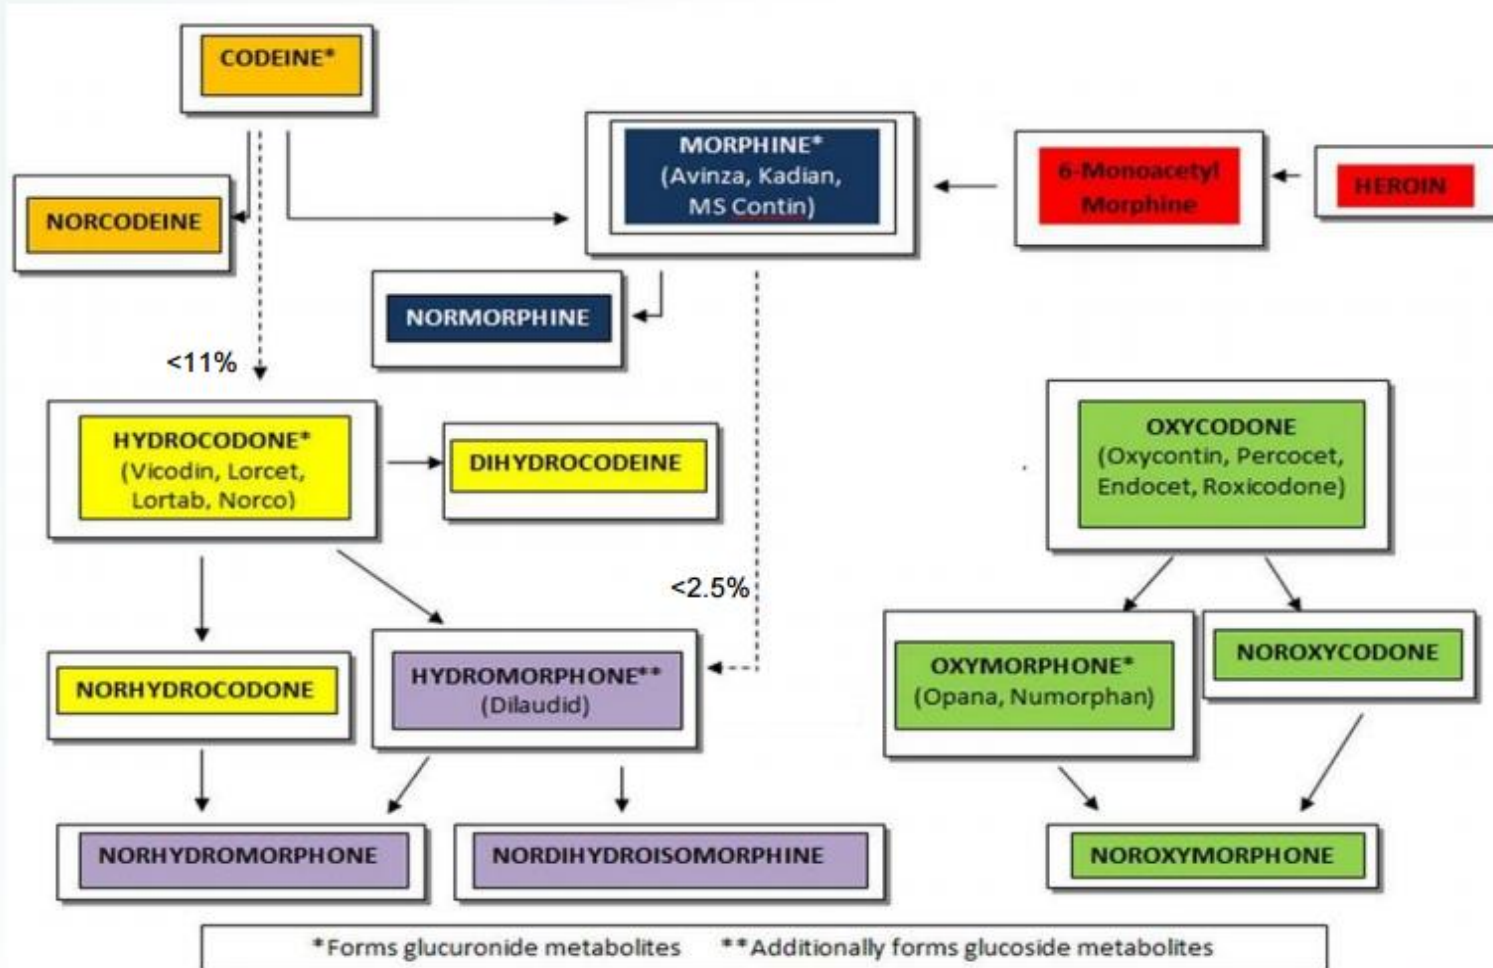 CODEINE*
MORPHINE*
(Avinza, Kadian,
MS Contin)
6-Monoacetyl
Morphine
HEROIN
NORCODEINE
NORMORPHINE
<11%
HYDROCODONE*
(Vicodin, Lorcet,
Lortab, Norco)
DIHYDROCODEINE
OXYCODONE
(Oxycontin, Percocet,
Endocet, Roxicodone)
<2.5%
NORHYDROCODONE
HYDROMORPHONE**
(Dilaudid)
OXYMORPHONE*
(Opana, Numorphan)
NOROXYCODONE
NORHYDROMORPHONE
NORDIHYDROISOMORPHINE
NOROXYMORPHONE
*Forms glucuronide metabolites **Additionally forms glucoside metabolites